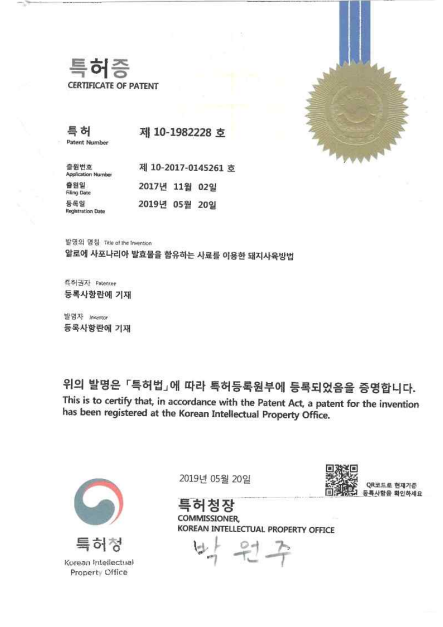 특허증
CERTIFICATE OF PATENT
특 허
Patent Number
제 10-1982228 호
출원번호
Application Number
제 10-2017-0145261 호
출원일
Filing Date
2017년 11월 02일
등록일
Registration Date
2019년 05월 20일
발명의 명칭 Title of the Invention
알로에 사포나리아 발효물을 함유하는 사료를 이용한 돼지사육방법
특허권자 Patentee
등록사항란에 기재
발명자 Inventor
등록사항란에 기재
위의 발명은 「특허법」에 따라 특허등록원부에 등록되었음을 증명합니다.
This is to certify that, in accordance with the Patent Act, a patent for the invention
has been registered at the Korean Intellectual Property Office.
2019년 05월 20일
QR코드로 현재기준
등록사항을 확인하세요
특허청장
COMMISSIONER,
KOREAN INTELLECTUAL PROPERTY OFFICE
박 원 주
특허청
Korean Intellectual
Property Office